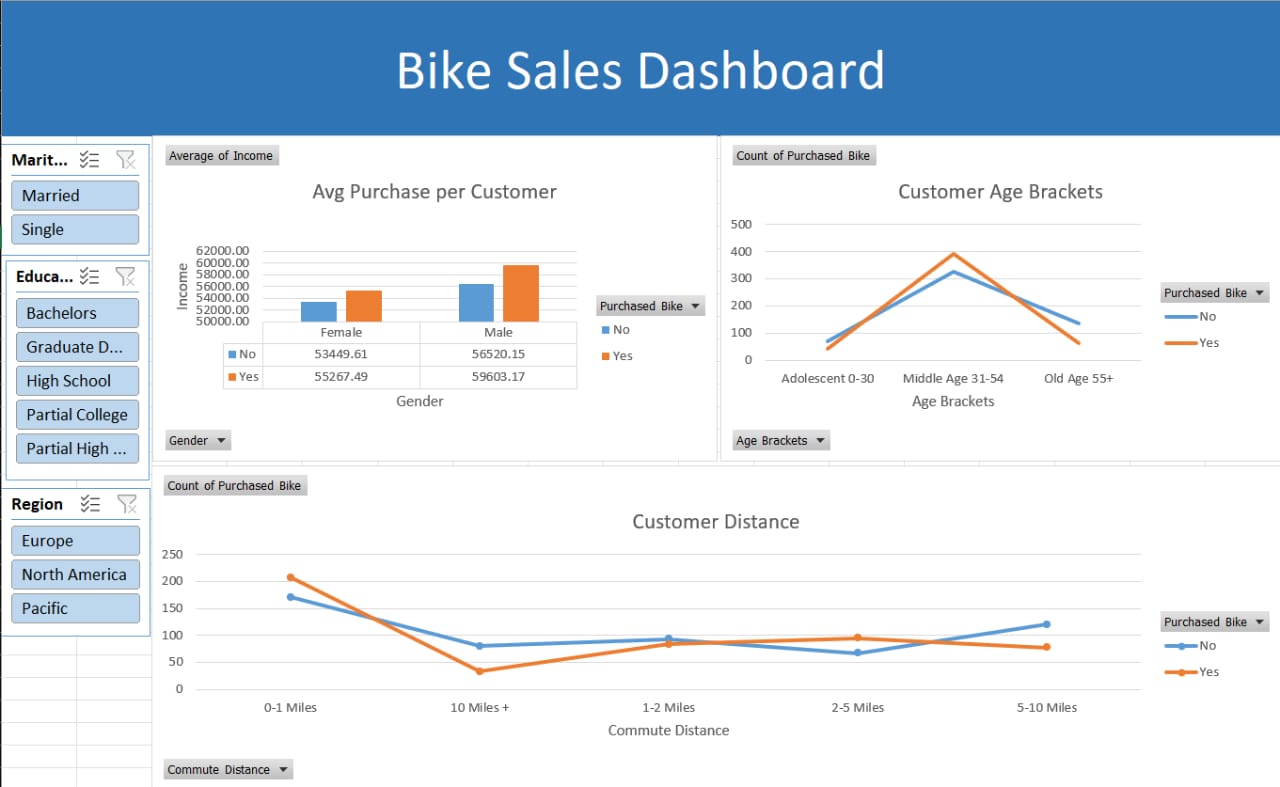 Bike Sales Dashboard
Marit...
Married
Single
Educa...
Bachelors
Graduate D...
High School
Partial College
Partial High ...
Region
Europe
North America
Pacific
Average of Income
Avg Purchase per Customer
Income
62000.00
60000.00
58000.00
56000.00
54000.00
52000.00
50000.00
Female Male
No 53449.61 56520.15
Yes 55267.49 59603.17
Gender
Purchased Bike
No
Yes
Gender
Count of Purchased Bike
Customer Age Brackets
500
400
300
200
100
0
Adolescent 0-30 Middle Age 31-54 Old Age 55+
Age Brackets
Purchased Bike
No
Yes
Age Brackets
Count of Purchased Bike
Customer Distance
250
200
150
100
50
0
0-1 Miles 10 Miles + 1-2 Miles 2-5 Miles 5-10 Miles
Commute Distance
Purchased Bike
No
Yes
Commute Distance